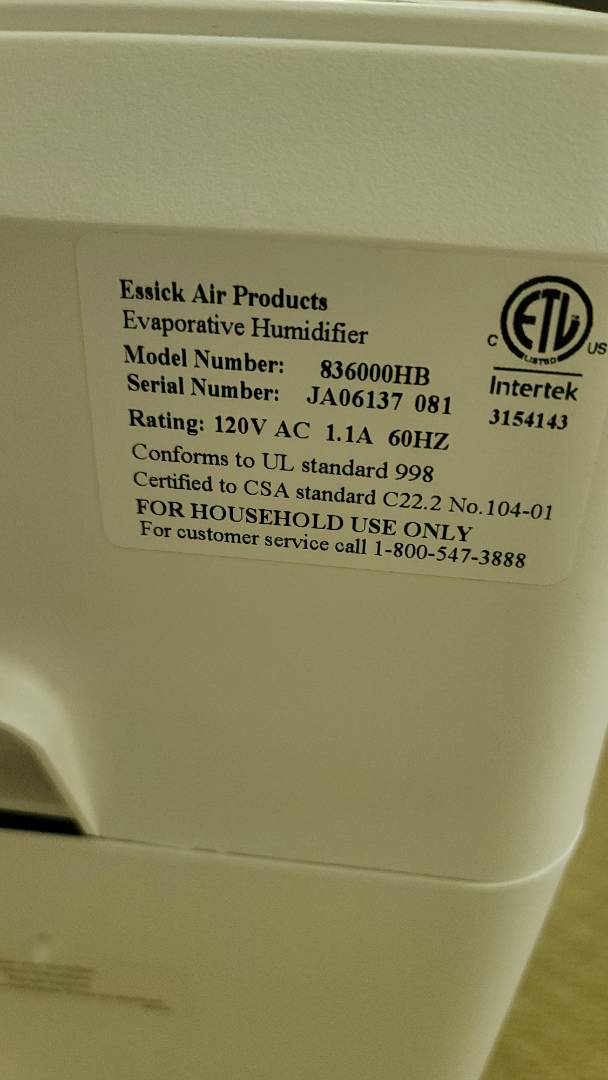 Essick Air Products
Evaporative Humidifier
Model Number: 836000HB
Serial Number: JA06137 081
Rating: 120V AC 1.1A 60HZ
Conforms to UL standard 998
Certified to CSA standard C22.2 No.104-01
FOR HOUSEHOLD USE ONLY
For customer service call 1-800-547-3888
ETL
C US
LISTED
Intertek
3154143